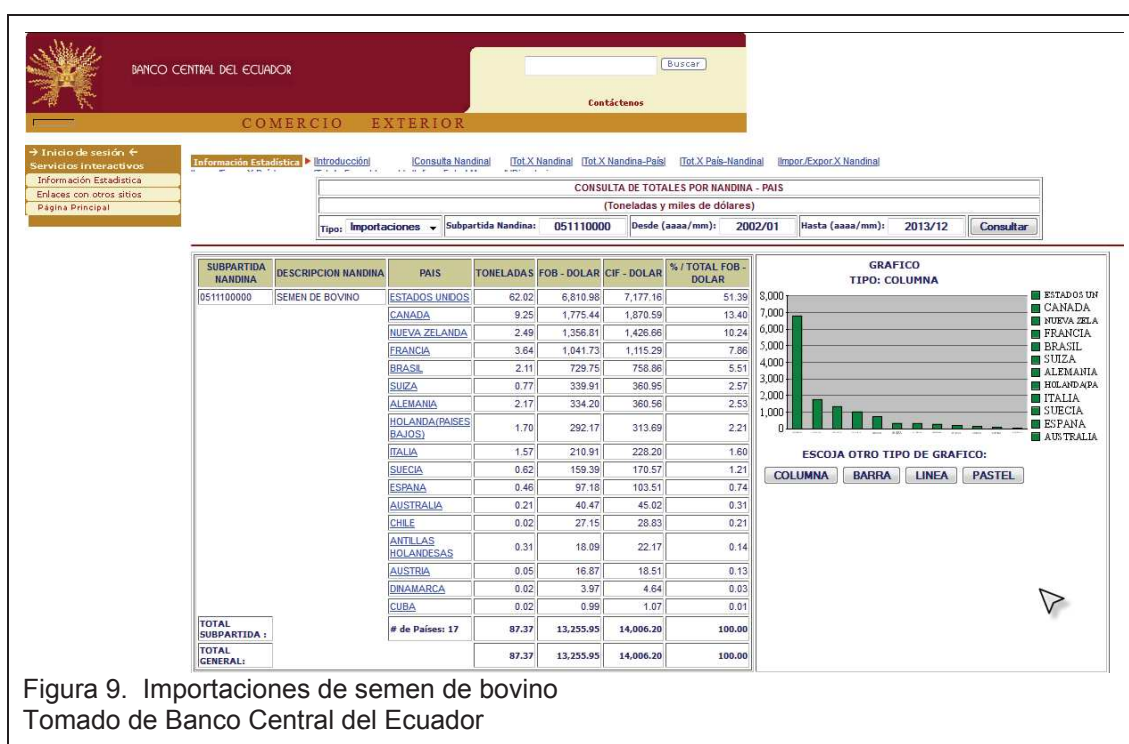 BANCO CENTRAL DEL ECUADOR
Buscar
Contáctenos
COMERCIO EXTERIOR
→ Inicio de sesión ←
Servicios interactivos
Información Estadistica
Enlaces con otros sitios
Página Principal
Información Estadística |Introducción| |Consulta Nandina| |Tot.X Nandina| |Tot.X Nandina-País| |Tot.X País-Nandina| |Impor./Expor.X Nandina|
CONSULTA DE TOTALES POR NANDINA - PAIS
(Toneladas y miles de dólares)
Tipo: Importaciones Subpartida Nandina: 051110000 Desde (aaaa/mm): 2002/01 Hasta (aaaa/mm): 2013/12 Consultar
SUBPARTIDA NANDINA DESCRIPCION NANDINA PAIS TONELADAS FOB - DOLAR CIF - DOLAR % / TOTAL FOB - DOLAR
0511100000 SEMEN DE BOVINO ESTADOS UNIDOS 62.02 6,810.98 7,177.16 51.39
CANADA 9.25 1,775.44 1,870.59 13.40
NUEVA ZELANDA 2.49 1,356.81 1,426.66 10.24
FRANCIA 3.64 1,041.73 1,115.29 7.86
BRASIL 2.11 729.75 758.86 5.51
SUIZA 0.77 339.91 360.95 2.57
ALEMANIA 2.17 334.20 360.56 2.53
HOLANDA(PAISES BAJOS) 1.70 292.17 313.69 2.21
ITALIA 1.57 210.91 228.20 1.60
SUECIA 0.62 159.39 170.57 1.21
ESPANA 0.46 97.18 103.51 0.74
AUSTRALIA 0.21 40.47 45.02 0.31
CHILE 0.02 27.15 28.83 0.21
ANTILLAS HOLANDESAS 0.31 18.09 22.17 0.14
AUSTRIA 0.05 16.87 18.51 0.13
DINAMARCA 0.02 3.97 4.64 0.03
CUBA 0.02 0.99 1.07 0.01
TOTAL SUBPARTIDA : # de Países: 17 87.37 13,255.95 14,006.20 100.00
TOTAL GENERAL: 87.37 13,255.95 14,006.20 100.00
GRAFICO
TIPO: COLUMNA
8,000
7,000
6,000
5,000
4,000
3,000
2,000
1,000
0
ESTADOS UN
CANADA
NUEVA ZELA
FRANCIA
BRASIL
SUIZA
ALEMANIA
HOLANDA(PA
ITALIA
SUECIA
ESPANA
AUSTRALIA
ESCOJA OTRO TIPO DE GRAFICO:
COLUMNA BARRA LINEA PASTEL
Figura 9. Importaciones de semen de bovino
Tomado de Banco Central del Ecuador